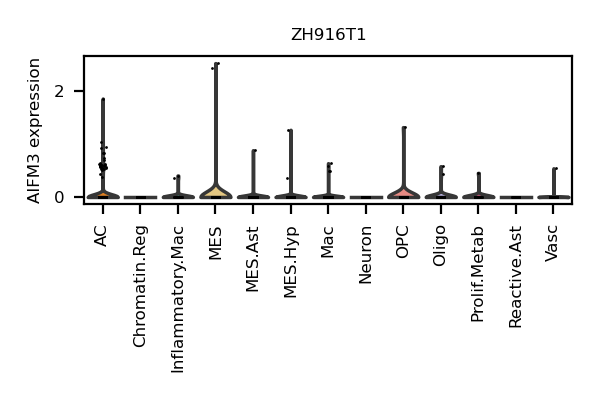 ZH916T1
AIFM3 expression
2
0
AC
Chromatin.Reg
Inflammatory.Mac
MES
MES.Ast
MES.Hyp
Mac
Neuron
OPC
Oligo
Prolif.Metab
Reactive.Ast
Vasc